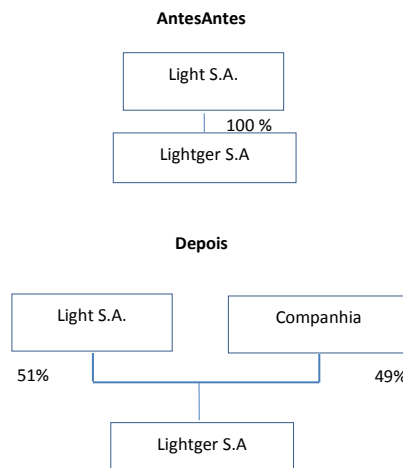 AntesAntes
Light S.A.
100 %
Lightger S.A
Depois
Light S.A.
Companhia
51%
49%
Lightger S.A